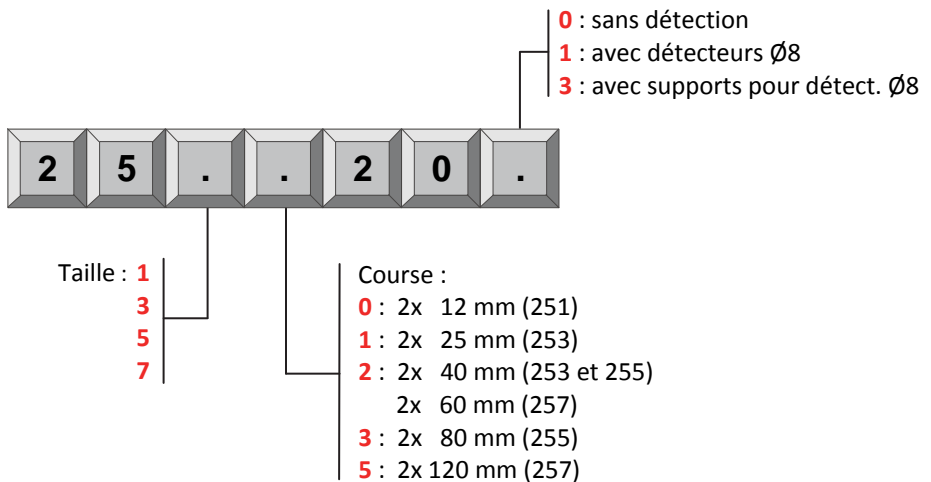 0 : sans détection
1 : avec détecteurs Ø8
3 : avec supports pour détect. Ø8
2 5 . . 2 0 .
Taille : 1
3
5
7
Course :
0 : 2x 12 mm (251)
1 : 2x 25 mm (253)
2 : 2x 40 mm (253 et 255)
2x 60 mm (257)
3 : 2x 80 mm (255)
5 : 2x 120 mm (257)